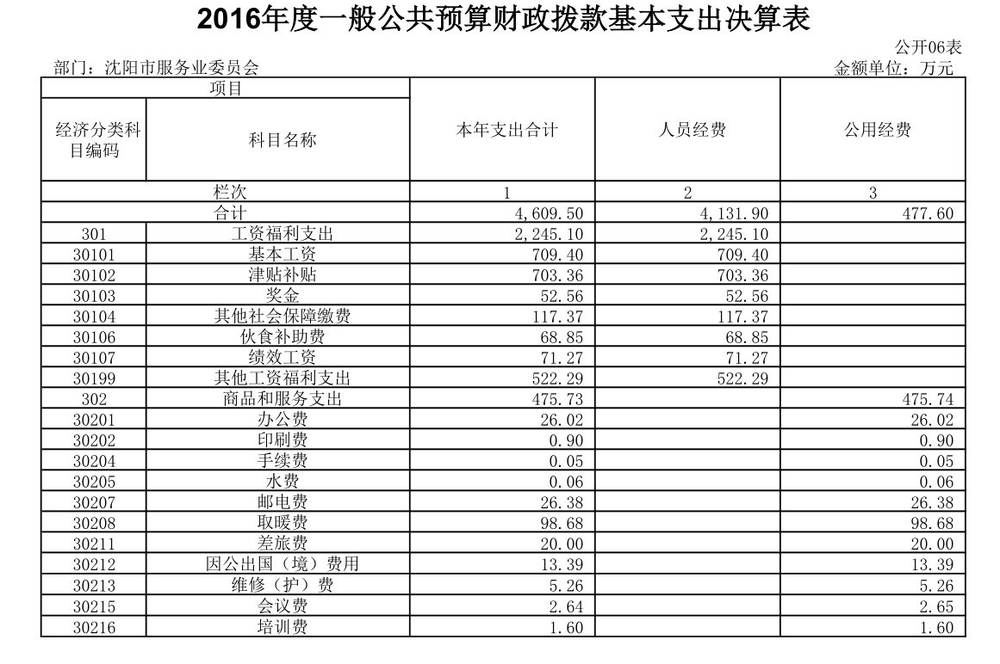 2016年度一般公共预算财政拨款基本支出决算表
公开06表
部门：沈阳市服务业委员会 金额单位：万元
项目 本年支出合计 人员经费 公用经费
经济分类科目编码 科目名称
栏次 1 2 3
合计 4,609.50 4,131.90 477.60
301 工资福利支出 2,245.10 2,245.10
30101 基本工资 709.40 709.40
30102 津贴补贴 703.36 703.36
30103 奖金 52.56 52.56
30104 其他社会保障缴费 117.37 117.37
30106 伙食补助费 68.85 68.85
30107 绩效工资 71.27 71.27
30199 其他工资福利支出 522.29 522.29
302 商品和服务支出 475.73 475.74
30201 办公费 26.02 26.02
30202 印刷费 0.90 0.90
30204 手续费 0.05 0.05
30205 水费 0.06 0.06
30207 邮电费 26.38 26.38
30208 取暖费 98.68 98.68
30211 差旅费 20.00 20.00
30212 因公出国（境）费用 13.39 13.39
30213 维修（护）费 5.26 5.26
30215 会议费 2.64 2.65
30216 培训费 1.60 1.60